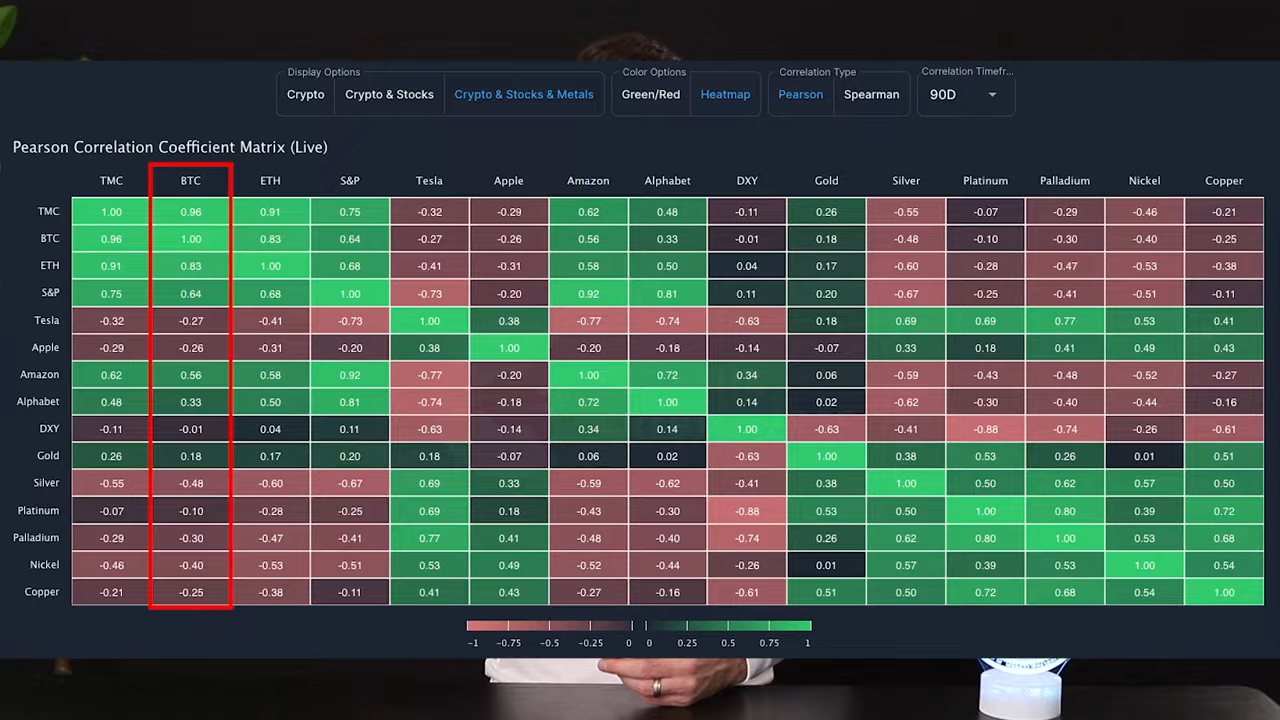 Display Options Color Options Correlation Type Correlation Timefr...
Crypto Crypto & Stocks Crypto & Stocks & Metals Green/Red Heatmap Pearson Spearman 90D
Pearson Correlation Coefficient Matrix (Live)
TMC BTC ETH S&P Tesla Apple Amazon Alphabet DXY Gold Silver Platinum Palladium Nickel Copper
TMC 1.00 0.96 0.91 0.75 -0.32 -0.29 0.62 0.48 -0.11 0.26 -0.55 -0.07 -0.29 -0.46 -0.21
BTC 0.96 1.00 0.83 0.64 -0.27 -0.26 0.56 0.33 -0.01 0.18 -0.48 -0.10 -0.30 -0.40 -0.25
ETH 0.91 0.83 1.00 0.68 -0.41 -0.31 0.58 0.50 0.04 0.17 -0.60 -0.28 -0.47 -0.53 -0.38
S&P 0.75 0.64 0.68 1.00 -0.73 -0.20 0.92 0.81 0.11 0.20 -0.67 -0.25 -0.41 -0.51 -0.11
Tesla -0.32 -0.27 -0.41 -0.73 1.00 0.38 -0.77 -0.74 -0.63 0.18 0.69 0.69 0.77 0.53 0.41
Apple -0.29 -0.26 -0.31 -0.20 0.38 1.00 -0.20 -0.18 -0.14 -0.07 0.33 0.18 0.41 0.49 0.43
Amazon 0.62 0.56 0.58 0.92 -0.77 -0.20 1.00 0.72 0.34 0.06 -0.59 -0.43 -0.48 -0.52 -0.27
Alphabet 0.48 0.33 0.50 0.81 -0.74 -0.18 0.72 1.00 0.14 0.02 -0.62 -0.30 -0.40 -0.44 -0.16
DXY -0.11 -0.01 0.04 0.11 -0.63 -0.14 0.34 0.14 1.00 -0.63 -0.41 -0.88 -0.74 -0.26 -0.61
Gold 0.26 0.18 0.17 0.20 0.18 -0.07 0.06 0.02 -0.63 1.00 0.38 0.53 0.26 0.01 0.51
Silver -0.55 -0.48 -0.60 -0.67 0.69 0.33 -0.59 -0.62 -0.41 0.38 1.00 0.50 0.62 0.57 0.50
Platinum -0.07 -0.10 -0.28 -0.25 0.69 0.18 -0.43 -0.30 -0.88 0.53 0.50 1.00 0.80 0.39 0.72
Palladium -0.29 -0.30 -0.47 -0.41 0.77 0.41 -0.48 -0.40 -0.74 0.26 0.62 0.80 1.00 0.53 0.68
Nickel -0.46 -0.40 -0.53 -0.51 0.53 0.49 -0.52 -0.44 -0.26 0.01 0.57 0.39 0.53 1.00 0.54
Copper -0.21 -0.25 -0.38 -0.11 0.41 0.43 -0.27 -0.16 -0.61 0.51 0.50 0.72 0.68 0.54 1.00
−1 −0.75 −0.5 −0.25 0 0 0.25 0.5 0.75 1